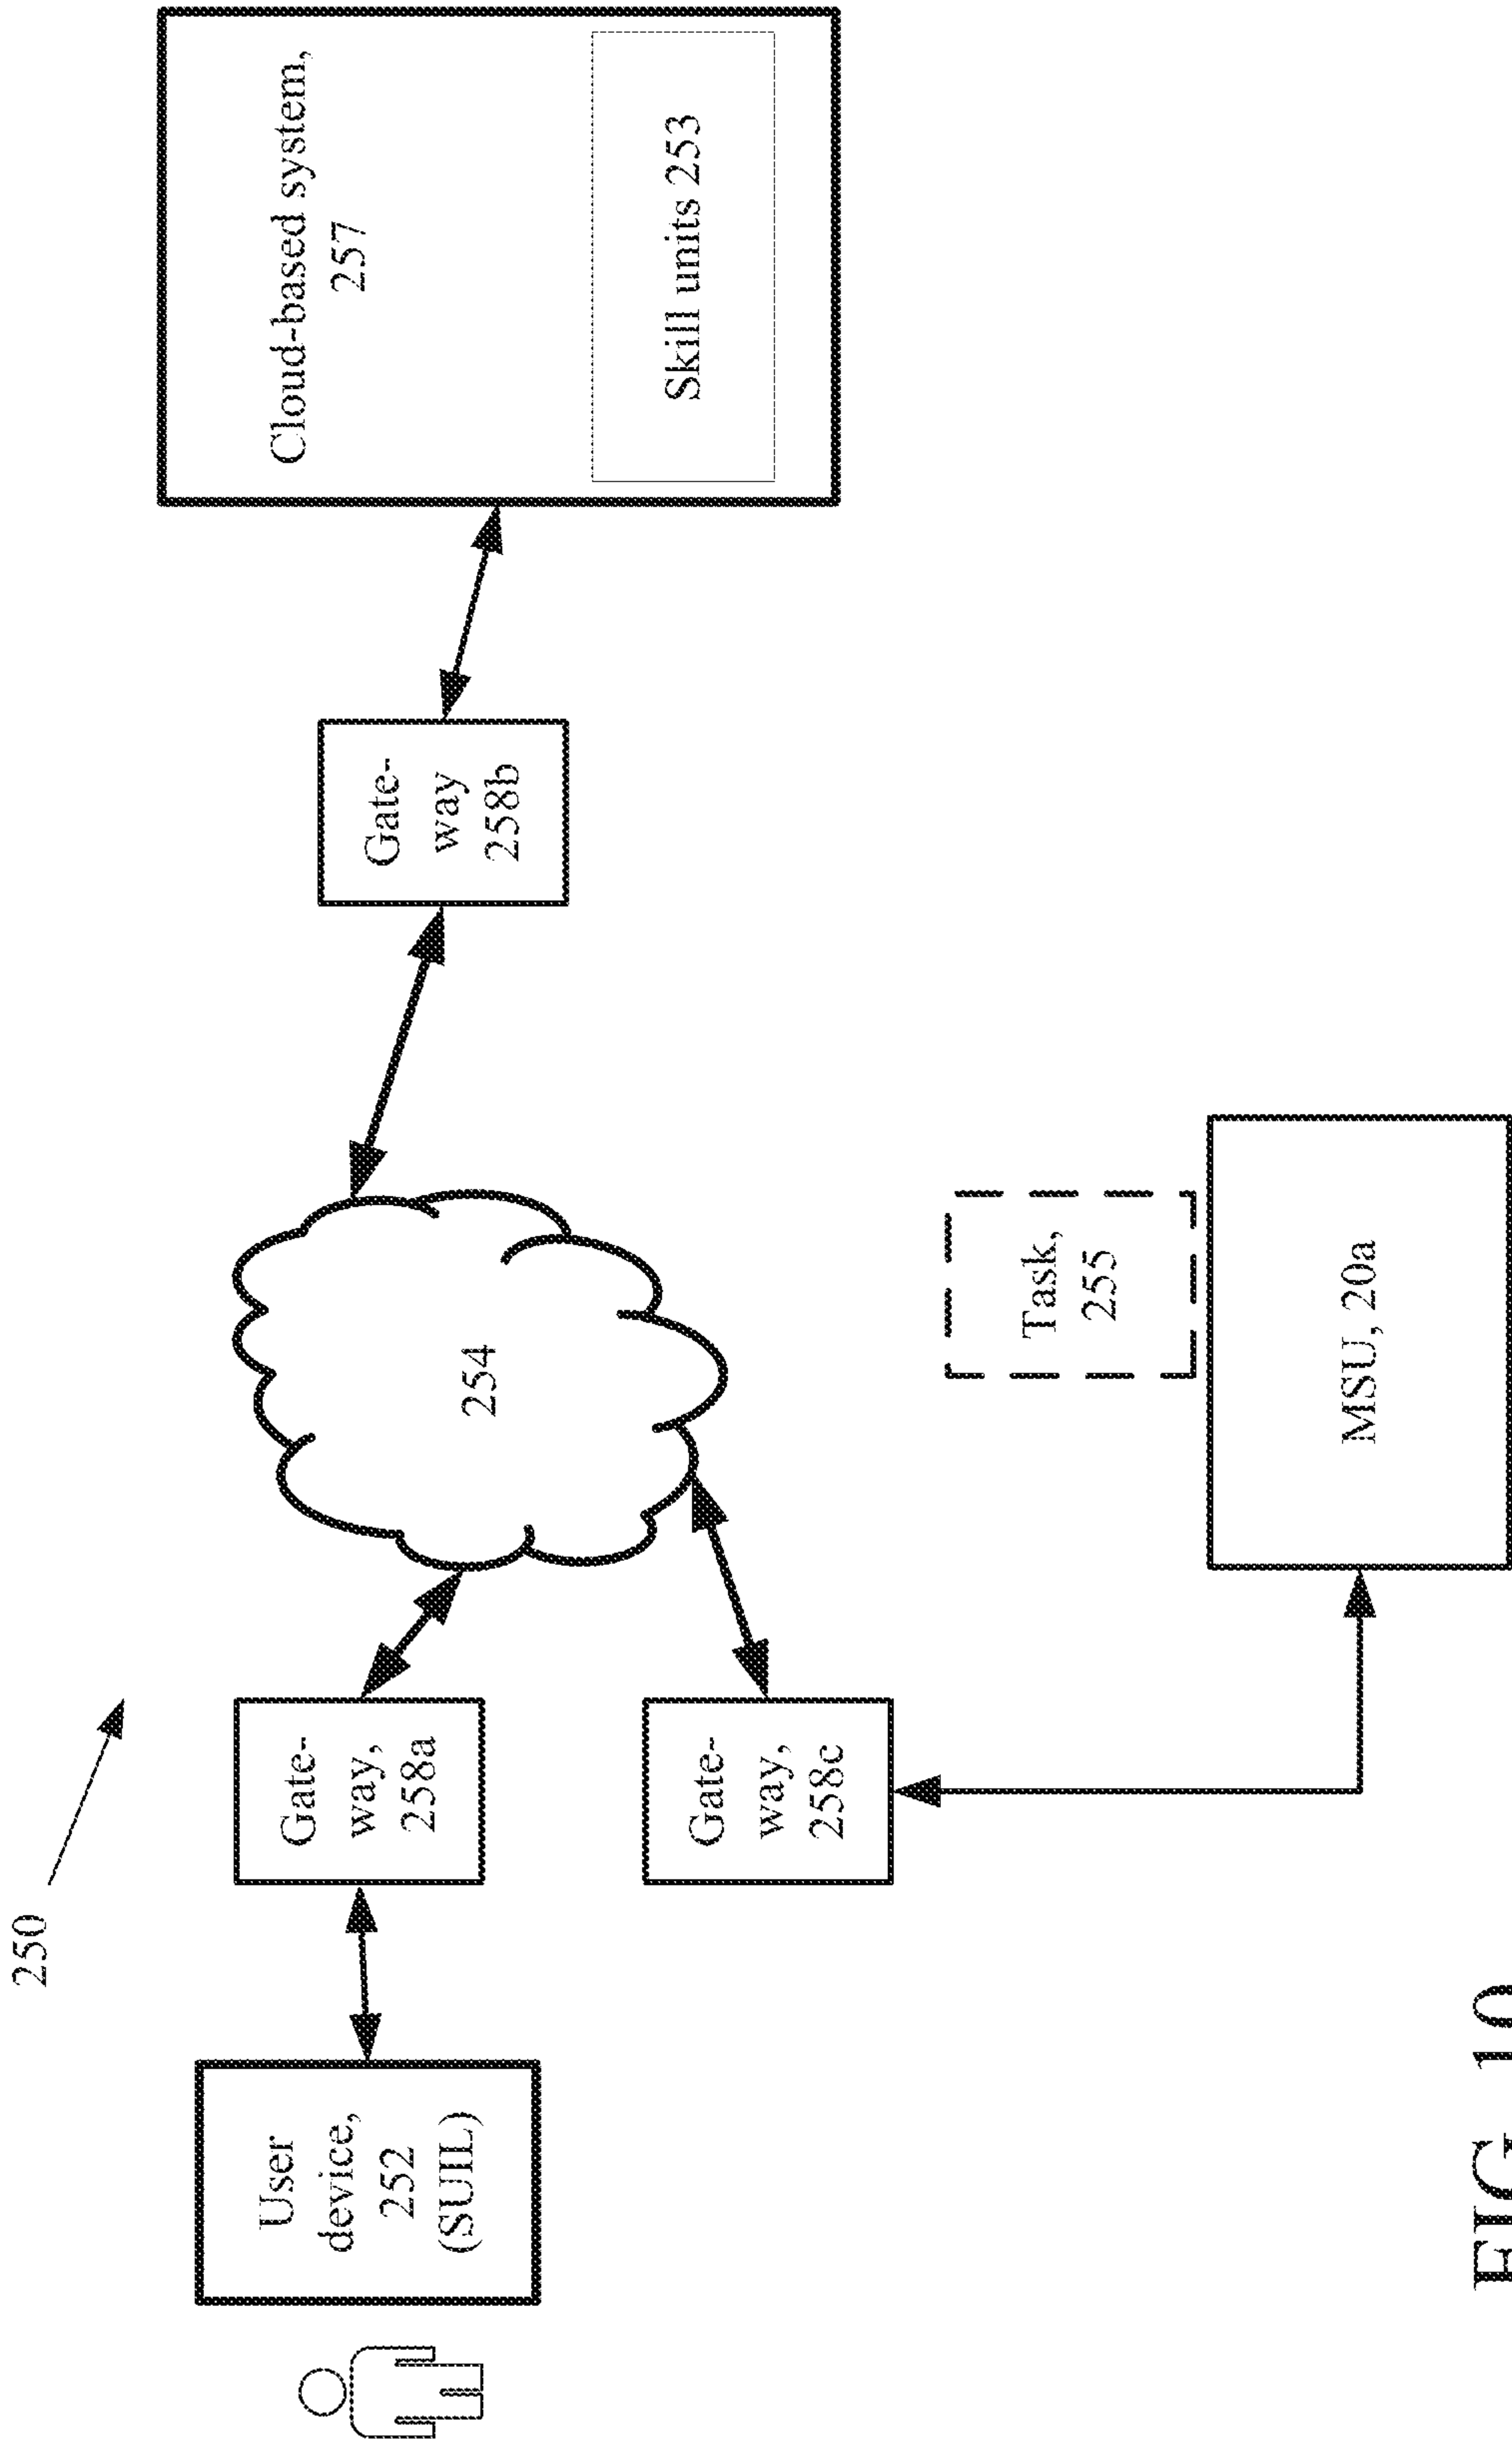 250
User
device,
252
(SUIL)
Gate-
way,
258a
254
Gate-
way
258b
Cloud-based system,
257
Skill units 253
Gate-
way,
258c
Task,
255
MSU, 20a
FIG. 10